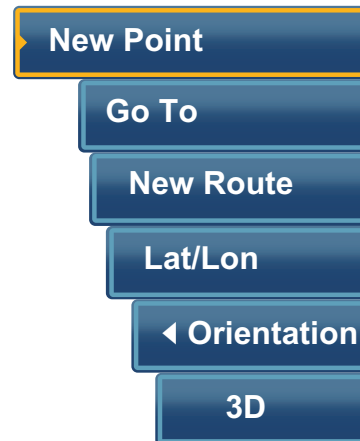 New Point
Go To
New Route
Lat/Lon
Orientation
3D